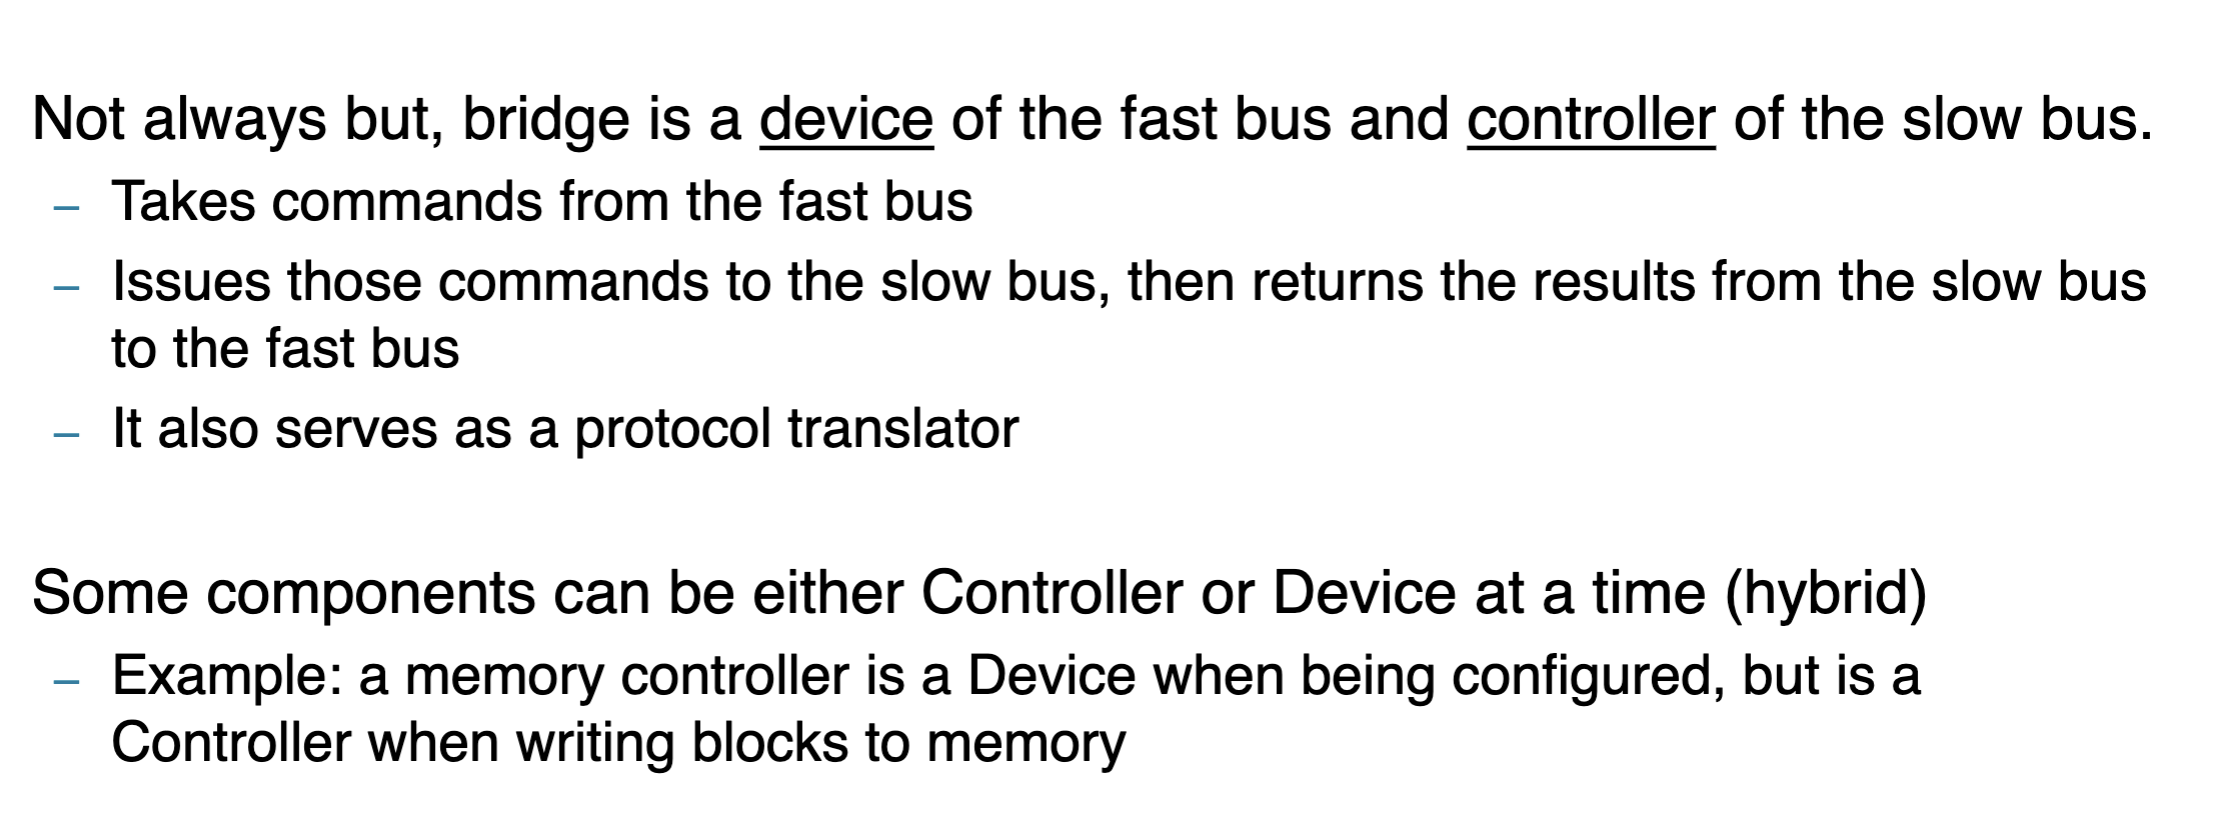 Not always but, bridge is a device of the fast bus and controller of the slow bus.
– Takes commands from the fast bus
– Issues those commands to the slow bus, then returns the results from the slow bus
to the fast bus
– It also serves as a protocol translator
Some components can be either Controller or Device at a time (hybrid)
– Example: a memory controller is a Device when being configured, but is a
Controller when writing blocks to memory